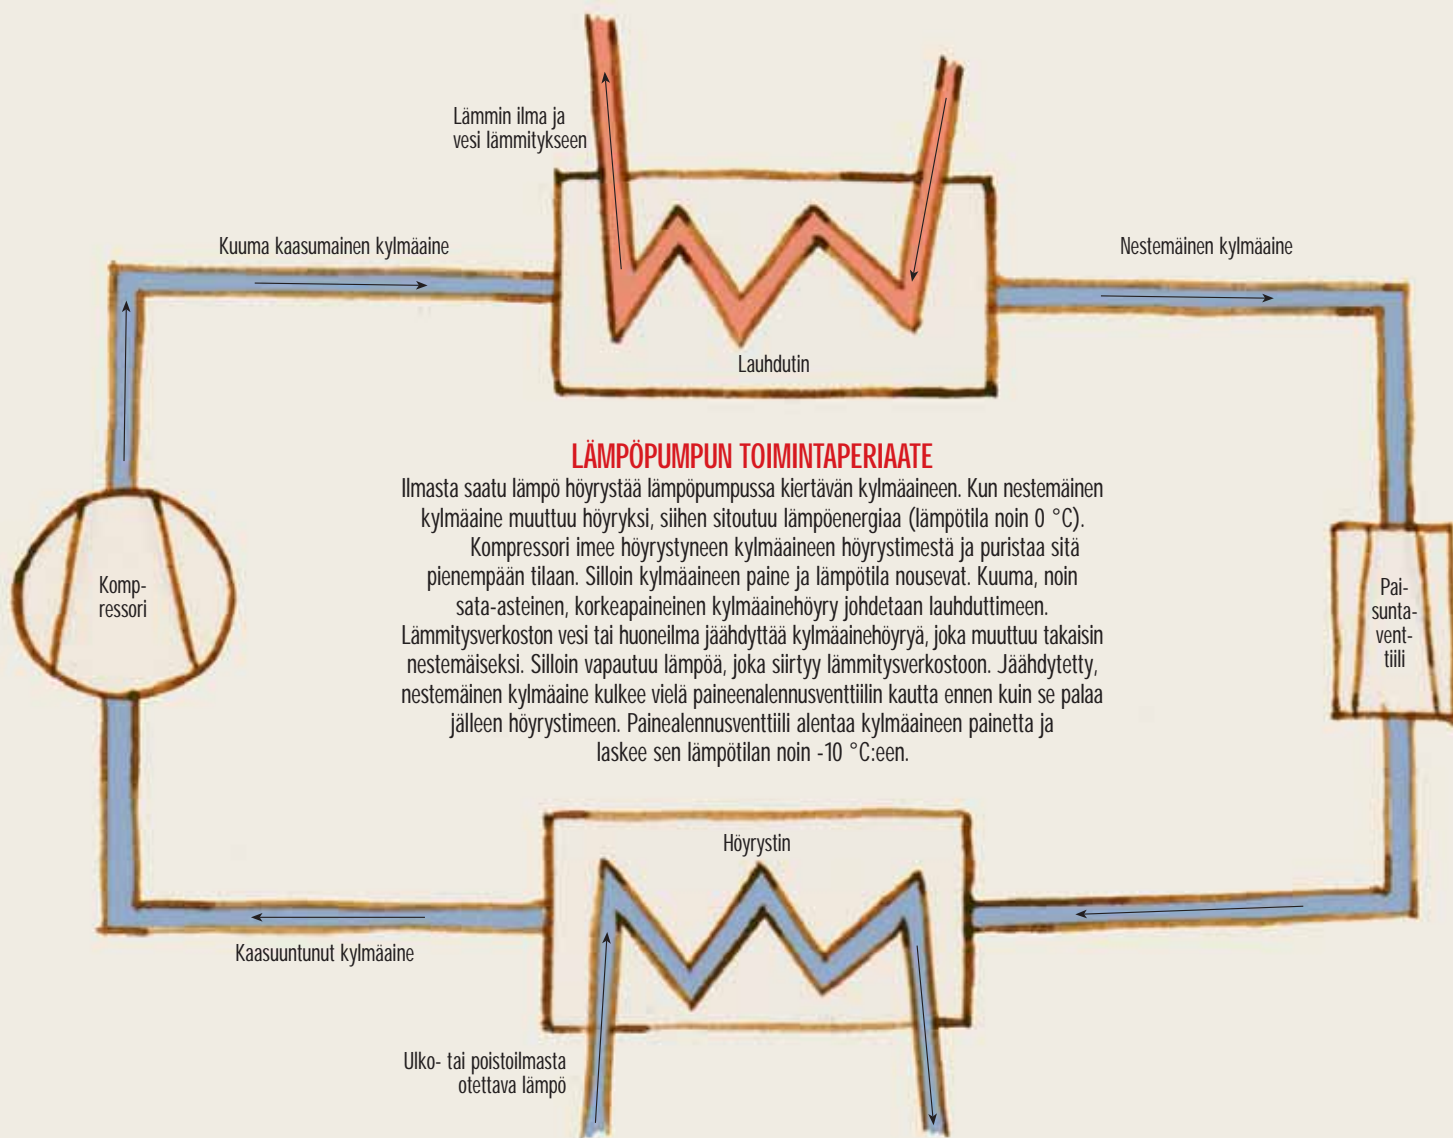 Lämmin ilma ja
vesi lämmitykseen
Kuuma kaasumainen kylmäaine
Nestemäinen kylmäaine
Lauhdutin
LÄMPÖPUMPUN TOIMINTAPERIAATE
Ilmasta saatu lämpö höyrystää lämpöpumpussa kiertävän kylmäaineen. Kun nestemäinen
kylmäaine muuttuu höyryksi, siihen sitoutuu lämpöenergiaa (lämpötila noin 0 °C).
Kompressori imee höyrystyneen kylmäaineen höyrystimestä ja puristaa sitä
pienempään tilaan. Silloin kylmäaineen paine ja lämpötila nousevat. Kuuma, noin
sata-asteinen, korkeapaineinen kylmäainehöyry johdetaan lauhduttimeen.
Lämmitysverkoston vesi tai huoneilma jäähdyttää kylmäainehöyryä, joka muuttuu takaisin
nestemäiseksi. Silloin vapautuu lämpöä, joka siirtyy lämmitysverkostoon. Jäähdytetty,
nestemäinen kylmäaine kulkee vielä paineenalennusventtiilin kautta ennen kuin se palaa
jälleen höyrystimeen. Painealennusventtiili alentaa kylmäaineen painetta ja
laskee sen lämpötilan noin -10 °C:een.
Komp-
ressori
Pai-
sunta-
vent-
tiili
Höyrystin
Kaasuuntunut kylmäaine
Ulko- tai poistoilmasta
otettava lämpö